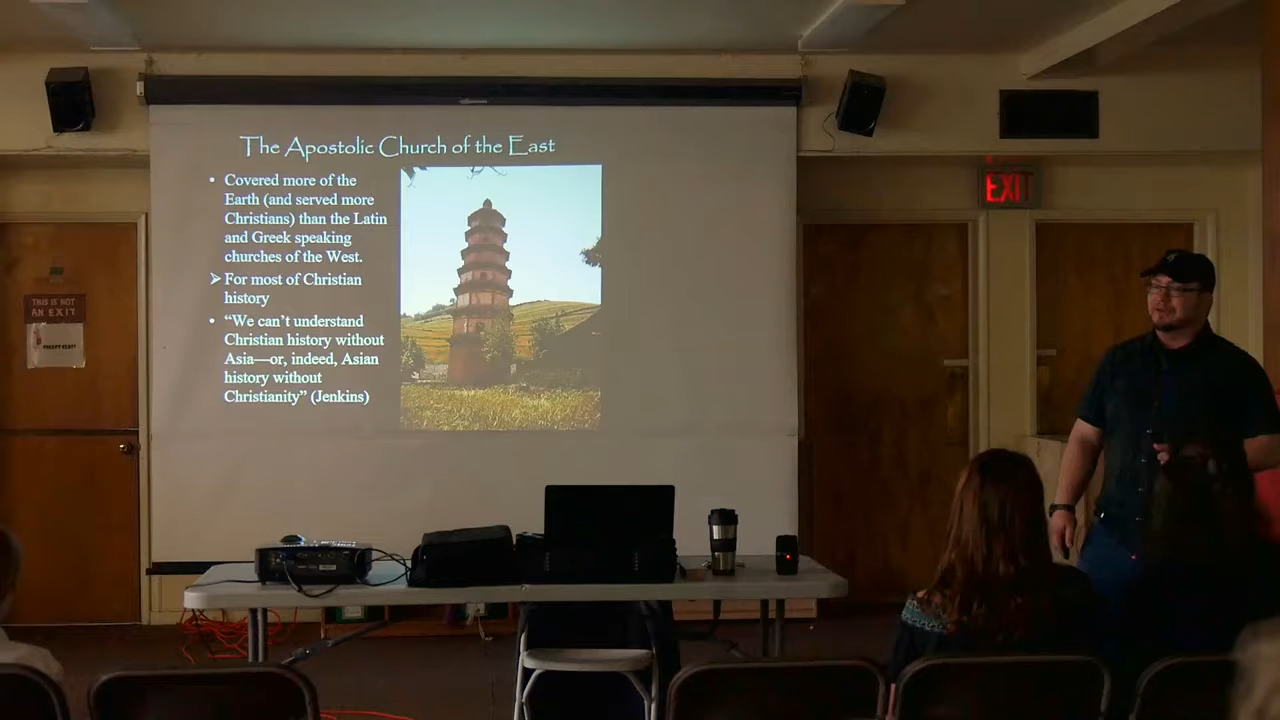 The Apostolic Church of the East
• Covered more of the
Earth (and served more
Christians) than the Latin
and Greek speaking
churches of the West.
➢ For most of Christian
history
• “We can’t understand
Christian history without
Asia—or, indeed, Asian
history without
Christianity” (Jenkins)
EXIT
THIS IS NOT
AN EXIT